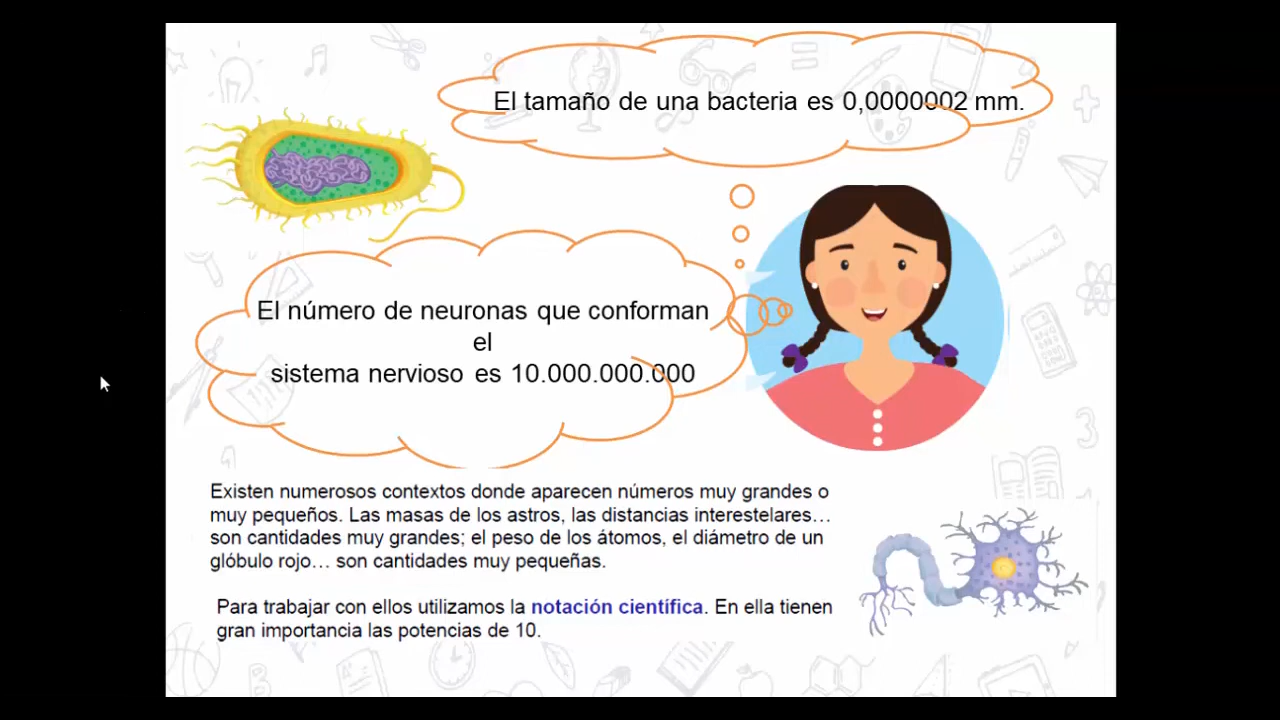 El tamaño de una bacteria es 0,0000002 mm.
El número de neuronas que conforman
el
sistema nervioso es 10.000.000.000
Existen numerosos contextos donde aparecen números muy grandes o
muy pequeños. Las masas de los astros, las distancias interestelares…
son cantidades muy grandes; el peso de los átomos, el diámetro de un
glóbulo rojo… son cantidades muy pequeñas.
Para trabajar con ellos utilizamos la notación científica. En ella tienen
gran importancia las potencias de 10.